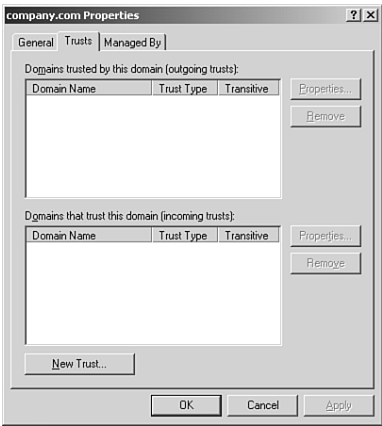 company.com Properties
General Trusts Managed By
Domains trusted by this domain (outgoing trusts):
Domain Name Trust Type Transitive
Properties...
Remove
Domains that trust this domain (incoming trusts):
Domain Name Trust Type Transitive
Properties...
Remove
New Trust...
OK Cancel Apply